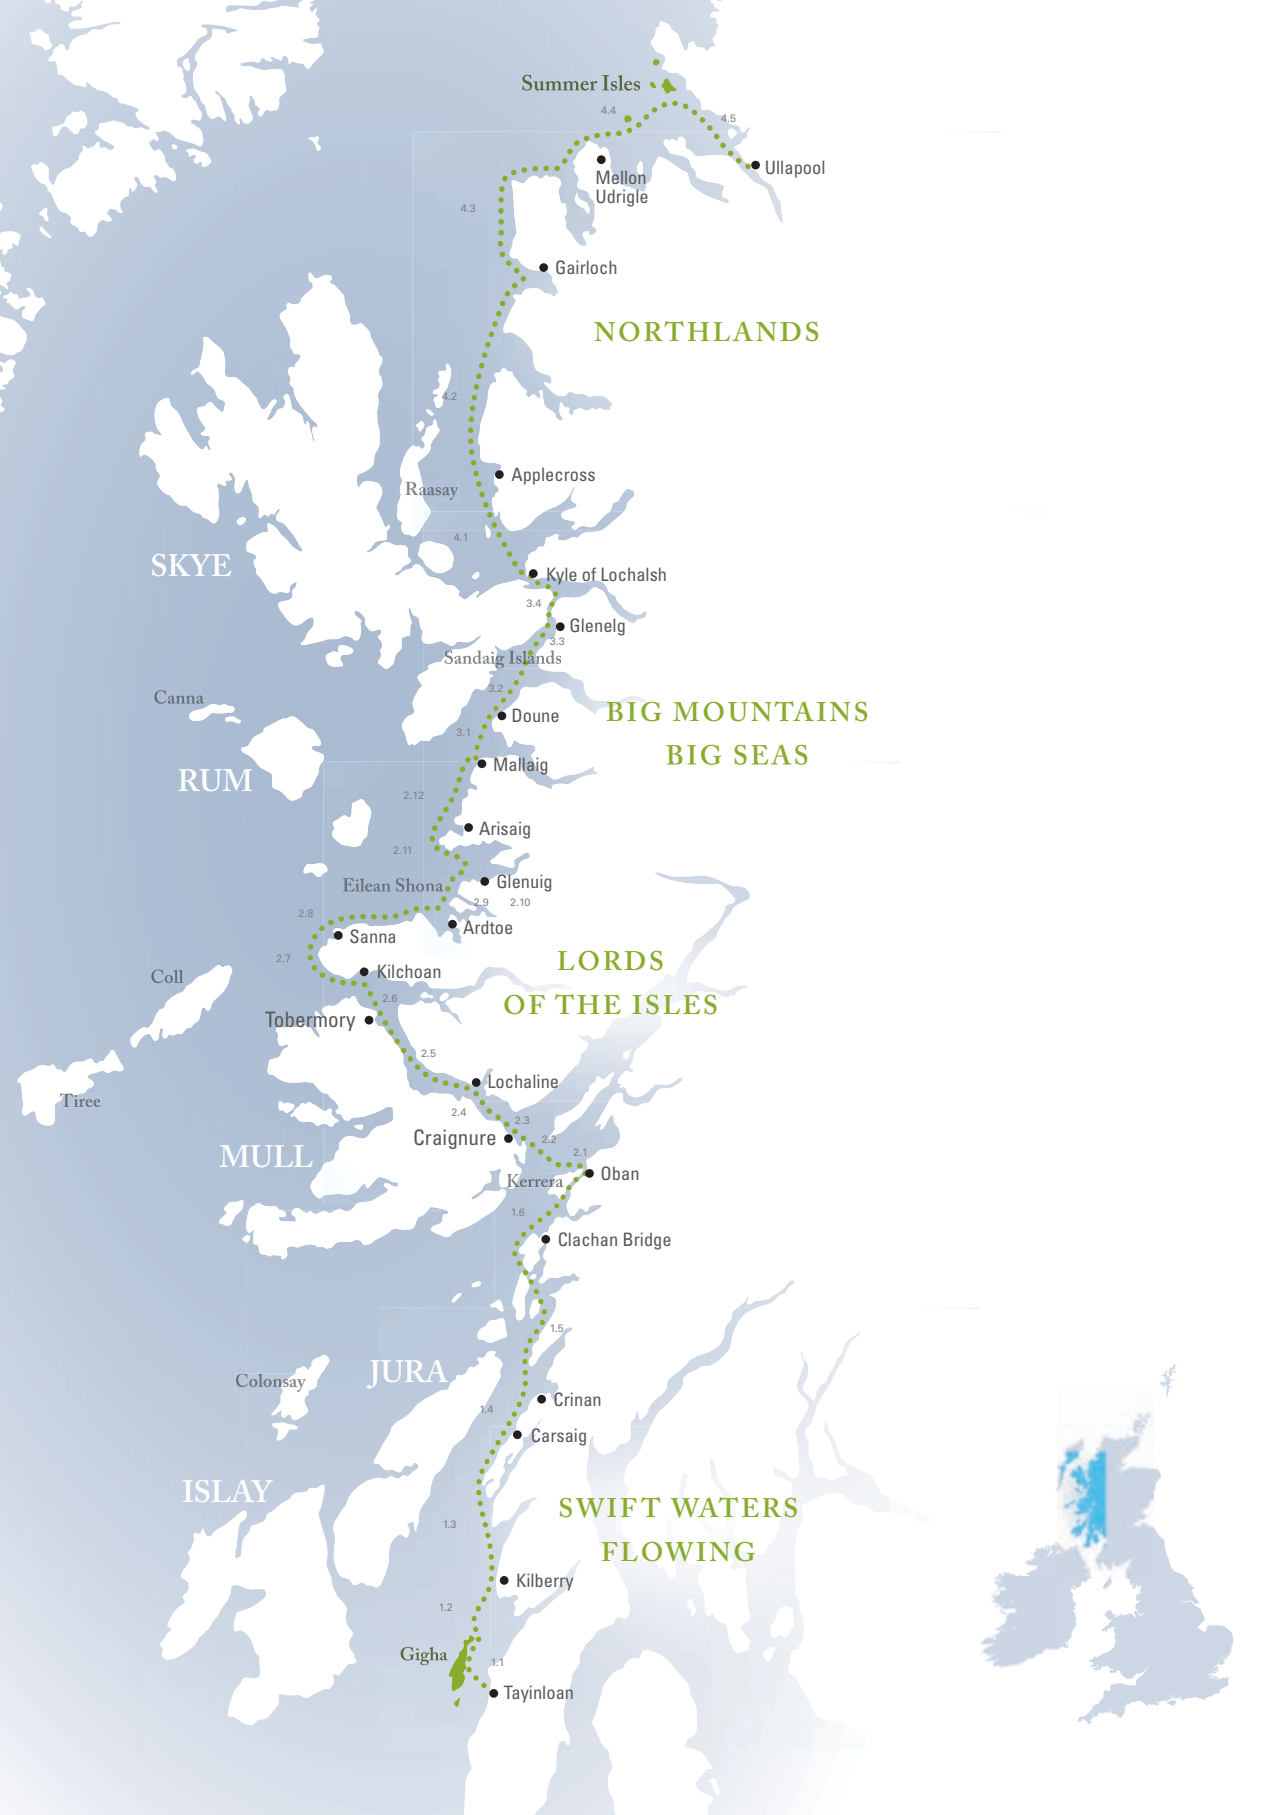 Summer Isles
4.4
4.5
Ullapool
Mellon
Udrigle
4.3
Gairloch
NORTHLANDS
4.2
Applecross
Raasay
4.1
SKYE
Kyle of Lochalsh
3.4
Glenelg
3.3
Sandaig Islands
3.2
Canna
Doune
BIG MOUNTAINS
BIG SEAS
3.1
Mallaig
RUM
2.12
Arisaig
2.11
Glenuig
Eilean Shona
2.9
2.10
2.8
Ardtoe
Sanna
2.7
LORDS
OF THE ISLES
Kilchoan
Coll
2.6
Tobermory
2.5
Lochaline
Tiree
2.4
2.3
Craignure
2.2
2.1
MULL
Oban
Kerrera
1.6
Clachan Bridge
1.5
JURA
Colonsay
Crinan
1.4
Carsaig
ISLAY
SWIFT WATERS
FLOWING
1.3
Kilberry
1.2
Gigha
1.1
Tayinloan